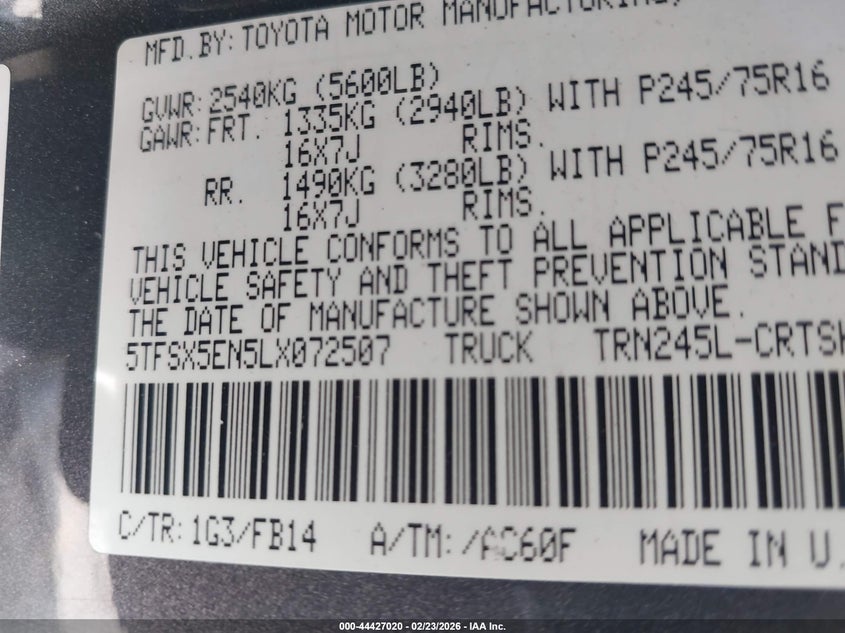 MFD.BY: TOYOTA MOTOR MANUFACTURING,
GVWR: 2540KG (5600LB)
GAWR: FRT. 1335KG (2940LB) WITH P245/75R16
16X7J RIMS.
RR. 1490KG (3280LB) WITH P245/75R16
16X7J RIMS.
THIS VEHICLE CONFORMS TO ALL APPLICABLE F
VEHICLE SAFETY AND THEFT PREVENTION STAND
THE DATE OF MANUFACTURE SHOWN ABOVE.
5TFSX5EN5LX072507 TRUCK TRN245L-CRTSK
C/TR: 1G3/FB14 A/TM: /AC60F MADE IN U.
000-44427020 - 02/23/2026 - IAA Inc.